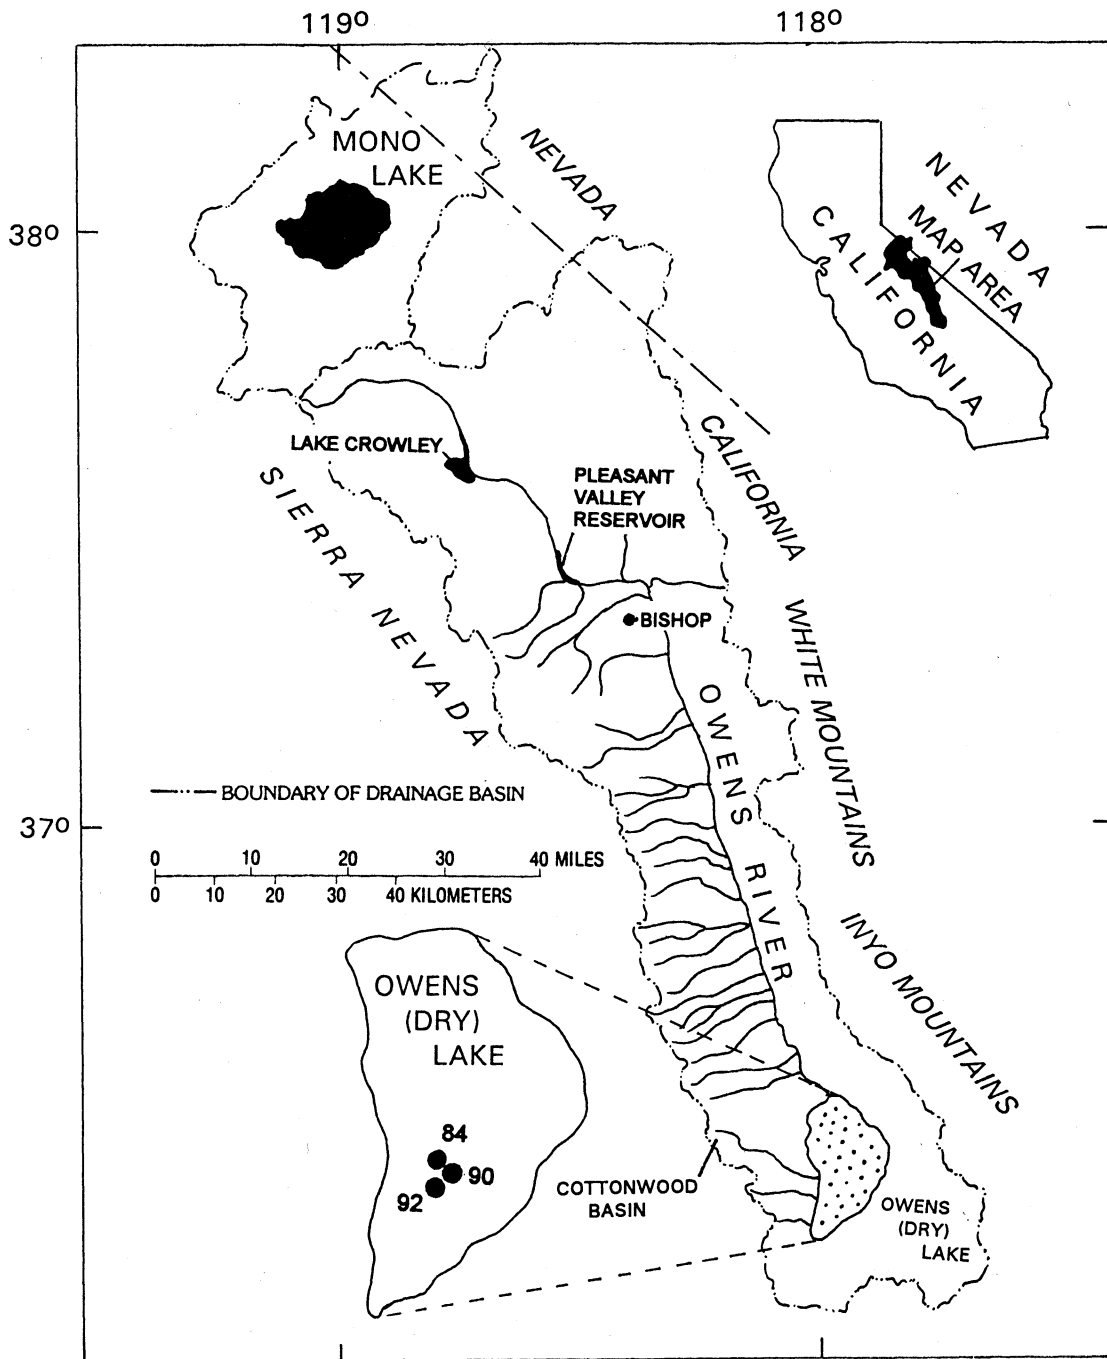 119° 118°
MONO
LAKE
NEVADA
NEVADA
MAP AREA
CALIFORNIA
38°
LAKE CROWLEY
SIERRA NEVADA
PLEASANT
VALLEY
RESERVOIR
CALIFORNIA
BISHOP
WHITE MOUNTAINS
OWENS RIVER
BOUNDARY OF DRAINAGE BASIN
37°
0 10 20 30 40 MILES
0 10 20 30 40 KILOMETERS
INYO MOUNTAINS
OWENS
(DRY)
LAKE
84
90
92
COTTONWOOD
BASIN
OWENS
(DRY)
LAKE